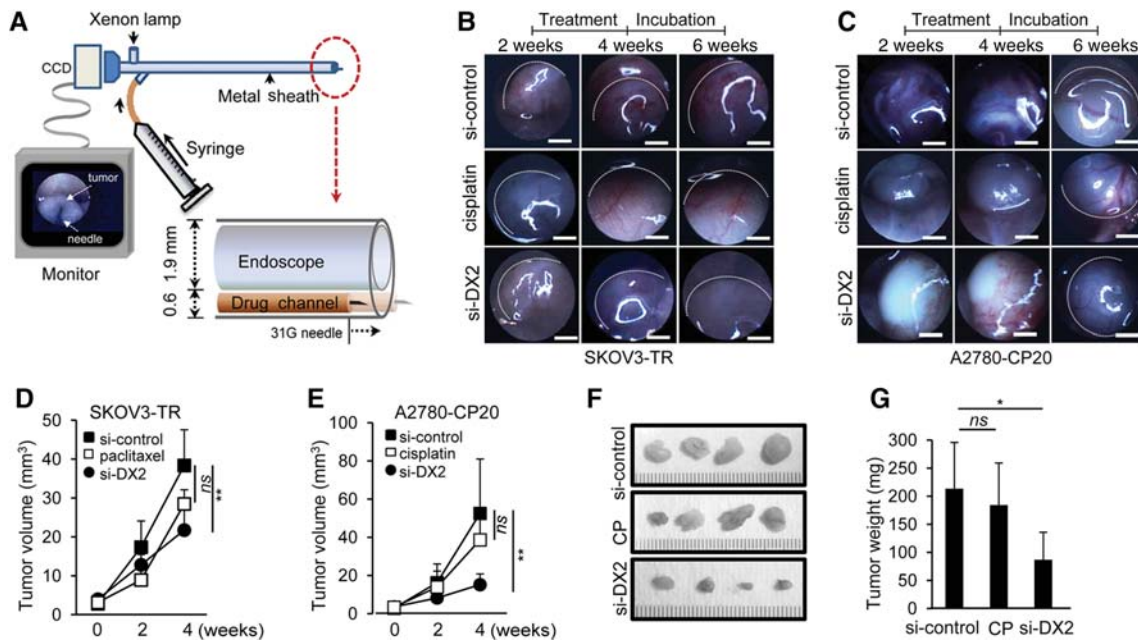 A
Xenon lamp
CCD
Metal sheath
Syringe
tumor
needle
Monitor
0.6 1.9 mm
Endoscope
Drug channel
31G needle
B
Treatment Incubation
2 weeks 4 weeks 6 weeks
si-control
cisplatin
si-DX2
SKOV3-TR
C
Treatment Incubation
2 weeks 4 weeks 6 weeks
si-control
cisplatin
si-DX2
A2780-CP20
D
SKOV3-TR
Tumor volume (mm³)
50
40
30
20
10
0
si-control
paclitaxel
si-DX2
ns
**
0 2 4 (weeks)
E
A2780-CP20
Tumor volume (mm³)
100
80
60
40
20
0
si-control
cisplatin
si-DX2
ns
**
0 2 4 (weeks)
F
si-control
CP
si-DX2
G
*
ns
Tumor weight (mg)
300
250
200
150
100
50
0
si-control CP si-DX2